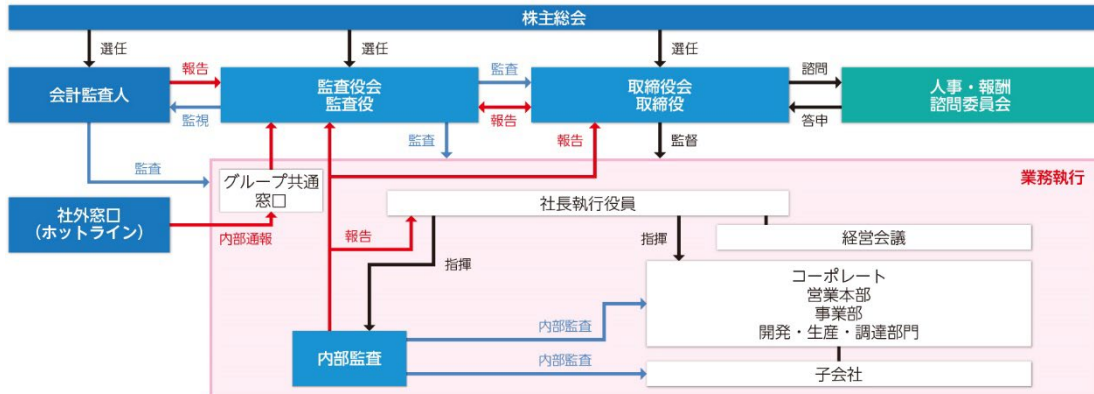 株主総会
選任
選任
選任
会計監査人
報告
監視
監査役会
監査役
監査
報告
取締役会
取締役
諮問
答申
人事・報酬
諮問委員会
監査
監査
報告
監督
業務執行
グループ共通
窓口
社長執行役員
社外窓口
(ホットライン)
内部通報
報告
指揮
指揮
経営会議
コーポレート
営業本部
事業部
開発・生産・調達部門
内部監査
内部監査
内部監査
子会社